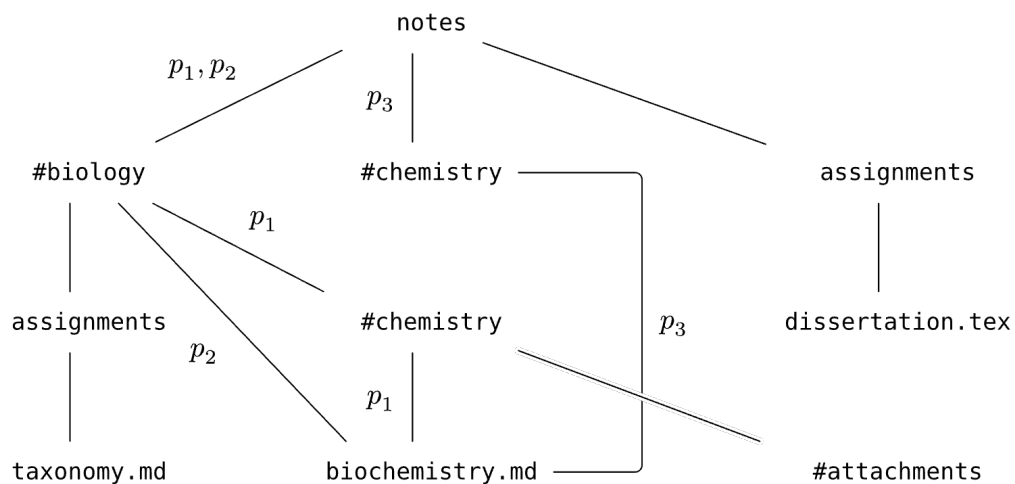 notes
p₁, p₂
p₃
#biology
#chemistry
assignments
p₁
assignments
#chemistry
p₃
dissertation.tex
p₂
p₁
taxonomy.md
biochemistry.md
#attachments